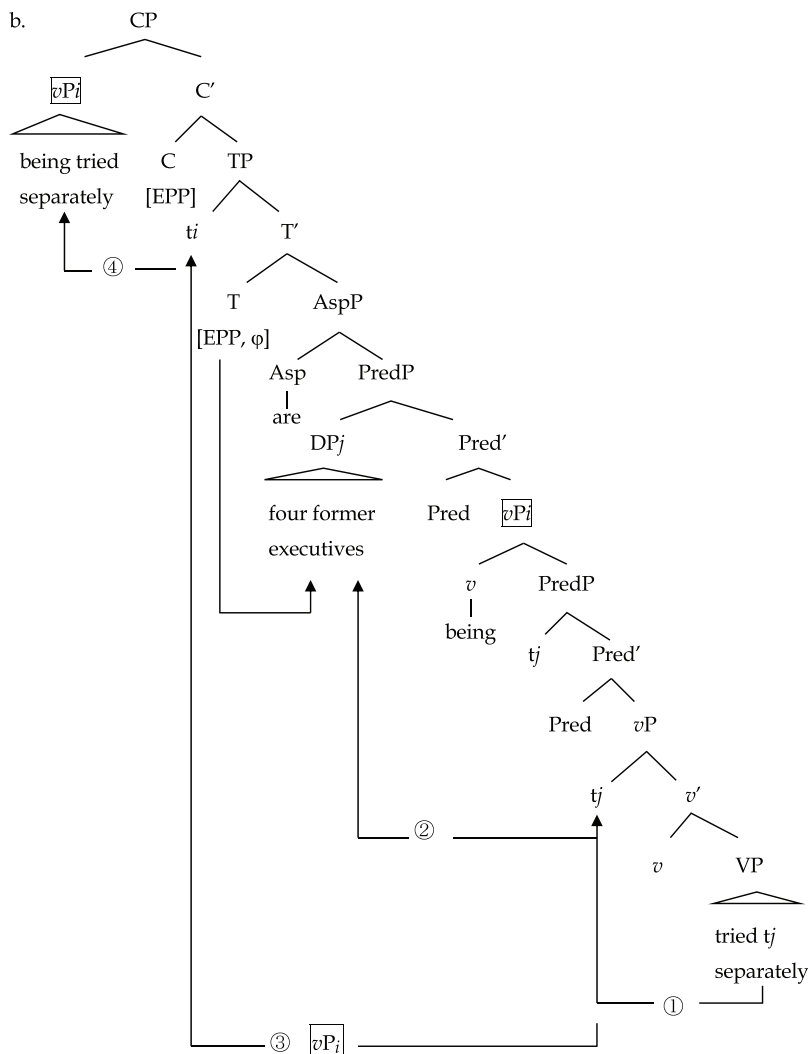 b.
CP
vPi C′
being tried C TP
separately [EPP]
ti T′
④
T AspP
[EPP, φ]
Asp PredP
are
DPj Pred′
four former Pred vPi
executives
v PredP
being
tj Pred′
Pred vP
tj v′
②
v VP
tried tj
separately
①
③ vPi